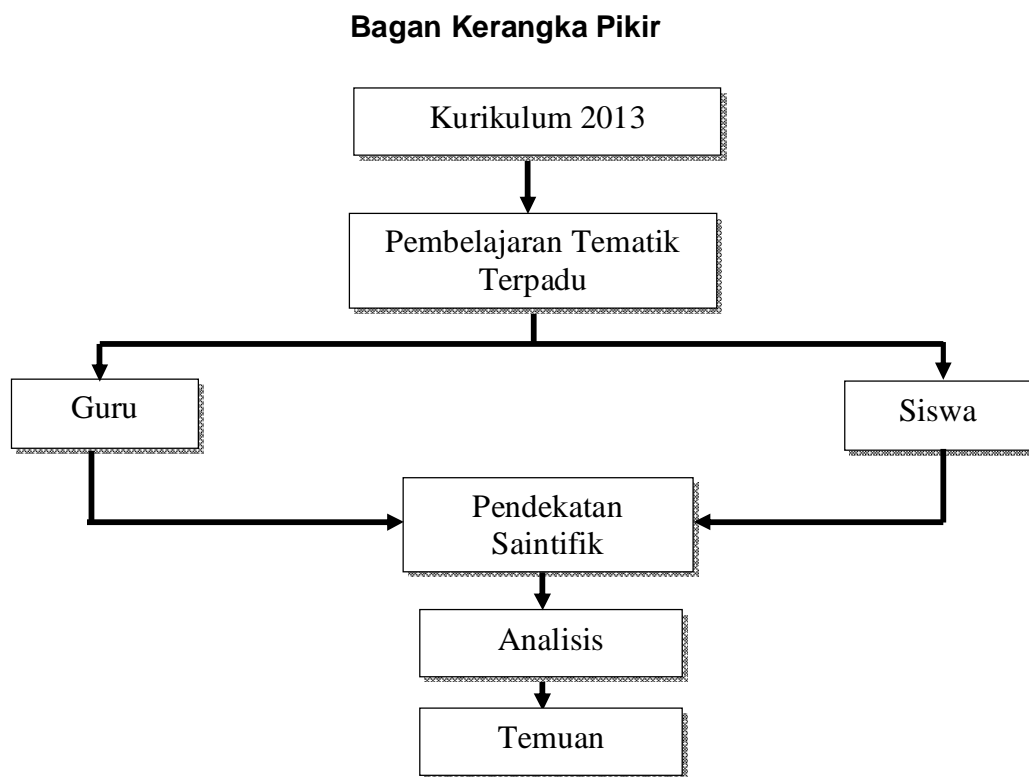 Bagan Kerangka Pikir
Kurikulum 2013
Pembelajaran Tematik
Terpadu
Guru
Siswa
Pendekatan
Saintifik
Analisis
Temuan